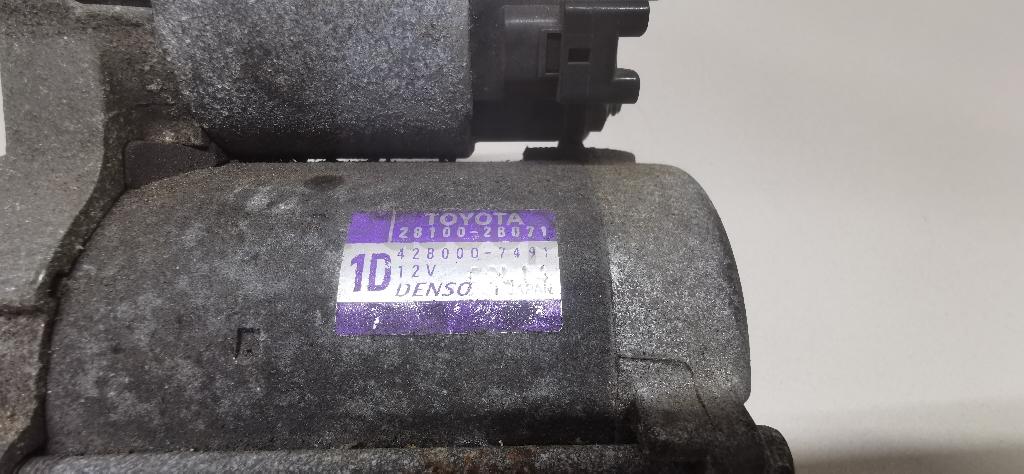 TOYOTA
28100-2B071
428000-7491
1D
12V
DENSO